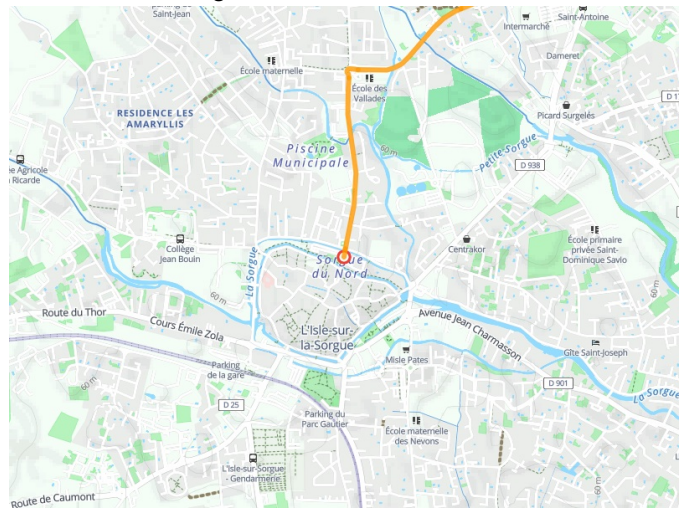 Saint-Jean
Intermarché
Saint-Antoine
Dameret
École maternelle
École des
Vallades
D 1
RESIDENCE LES
AMARYLLIS
Picard Surgelés
Piscine
Municipale
60 m
Petite-Sorgue
D 938
ée Agricole
Ricarde
Collège
Jean Bouin
La Sorgue
Sorgue
du Nord
Centrakor
École primaire
privée Saint-
Dominique Savio
60 m
Route du Thor
Cours Émile Zola
L'Isle-sur-
la-Sorgue
Avenue Jean Charmasson
Misle Pates
Gîte Saint-Joseph
Parking
de la gare
60 m
D 25
D 901
La-Sorgue
Parking du
Parc Gautier
École maternelle
des Nevons
L'Isle-sur-Sorgue
- Gendarmerie
Route de Caumont
60 m